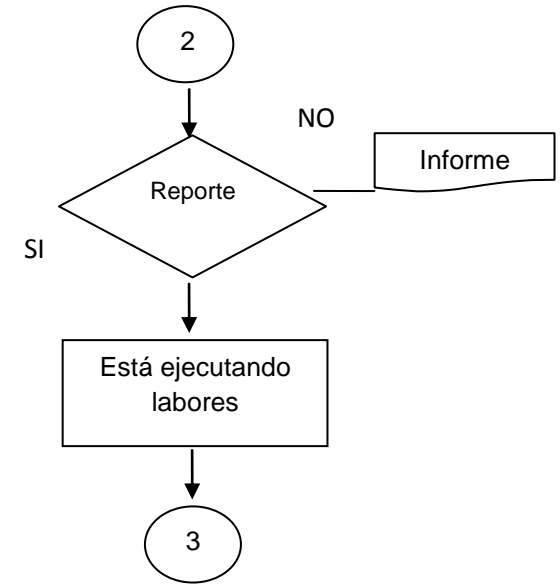 2
NO
Informe
Reporte
SI
Está ejecutando
labores
3